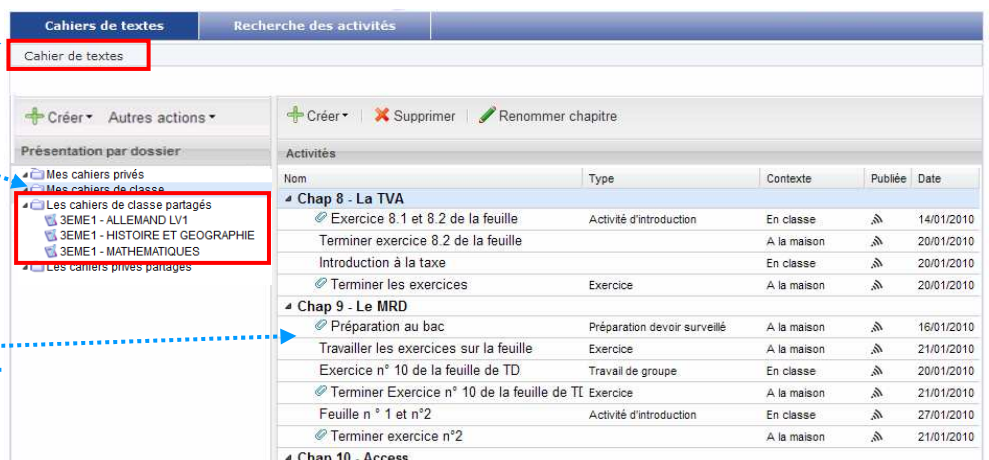 Cahiers de textes Recherche des activités
Cahier de textes
Créer Autres actions
Présentation par dossier
Mes cahiers privés
Mes cahiers de classe
Les cahiers de classe partagés
3EME1 - ALLEMAND LV1
3EME1 - HISTOIRE ET GEOGRAPHIE
3EME1 - MATHEMATIQUES
Les cahiers privés partagés
Créer Supprimer Renommer chapitre
Activités
Nom Type Contexte Publiée Date
Chap 8 - La TVA
Exercice 8.1 et 8.2 de la feuille Activité d'introduction En classe 14/01/2010
Terminer exercice 8.2 de la feuille A la maison 20/01/2010
Introduction à la taxe En classe 20/01/2010
Terminer les exercices Exercice A la maison 20/01/2010
Chap 9 - Le MRD
Préparation au bac Préparation devoir surveillé A la maison 16/01/2010
Travailler les exercices sur la feuille Exercice A la maison 21/01/2010
Exercice n° 10 de la feuille de TD Travail de groupe En classe 20/01/2010
Terminer Exercice n° 10 de la feuille de TD Exercice A la maison 21/01/2010
Feuille n ° 1 et n°2 Activité d'introduction En classe 27/01/2010
Terminer exercice n°2 A la maison 21/01/2010
Chap 10 - Access